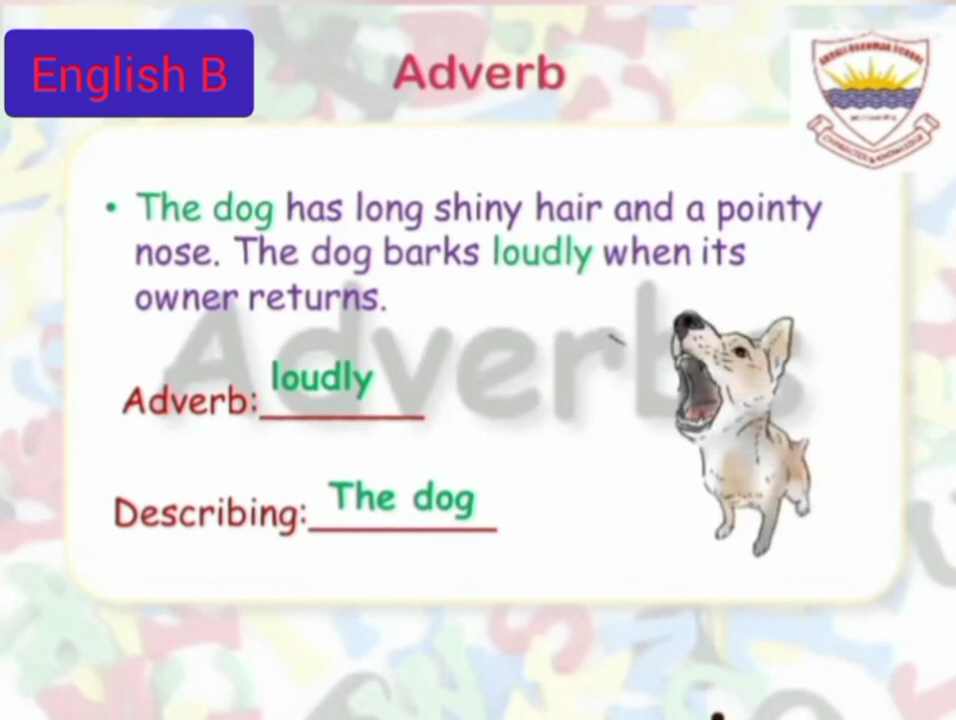 English B
Adverb
• The dog has long shiny hair and a pointy
nose. The dog barks loudly when its
owner returns.
Adverbs
Adverb: loudly
Describing: The dog